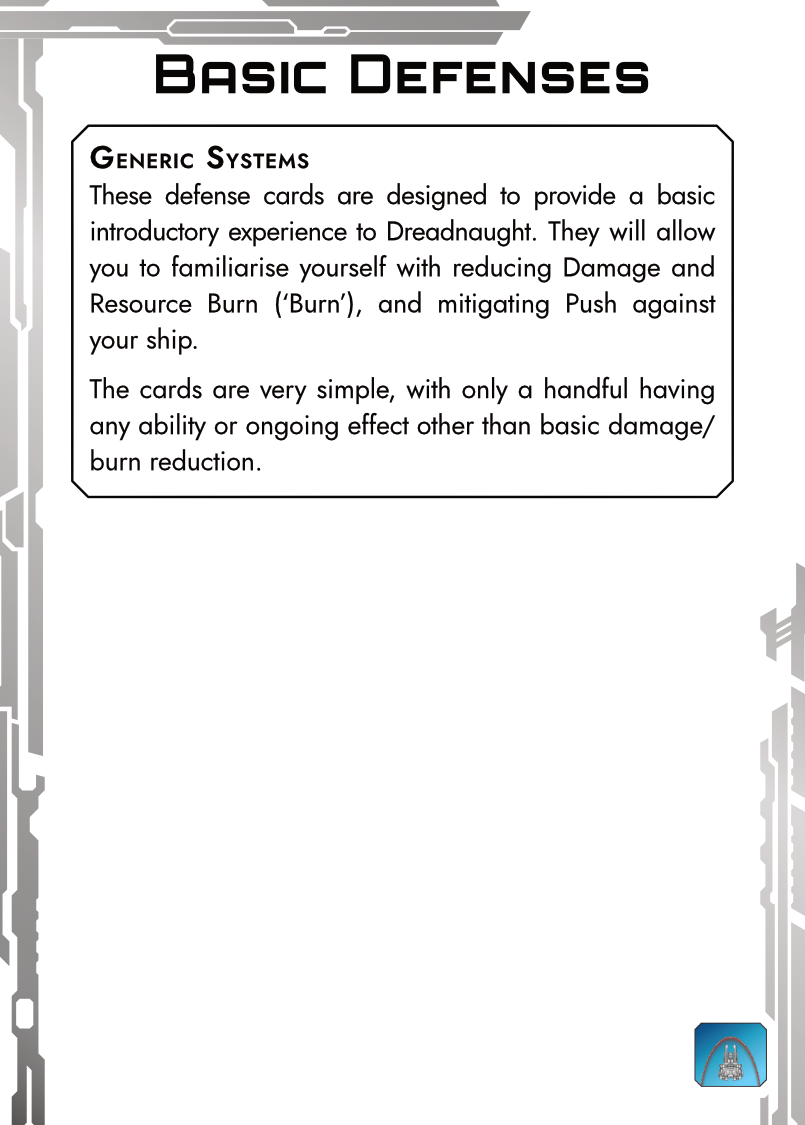 Basic Defenses
Generic Systems
These defense cards are designed to provide a basic
introductory experience to Dreadnaught. They will allow
you to familiarise yourself with reducing Damage and
Resource Burn (‘Burn’), and mitigating Push against
your ship.
The cards are very simple, with only a handful having
any ability or ongoing effect other than basic damage/
burn reduction.